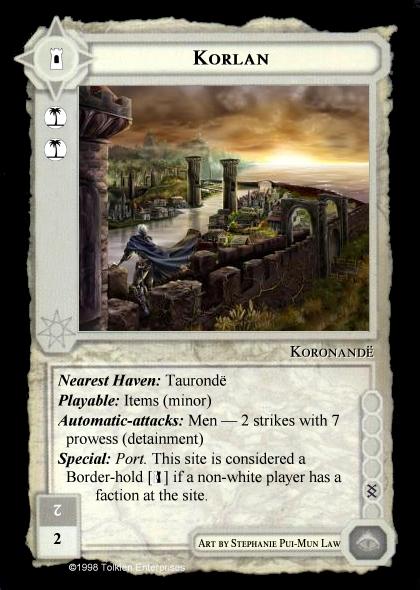 KORLAN
KORONANDË
Nearest Haven: Taurondë
Playable: Items (minor)
Automatic-attacks: Men — 2 strikes with 7
prowess (detainment)
Special: Port. This site is considered a
Border-hold [ ] if a non-white player has a
faction at the site.
2
2
ART BY STEPHANIE PUI-MUN LAW
©1998 Tolkien Enterprises